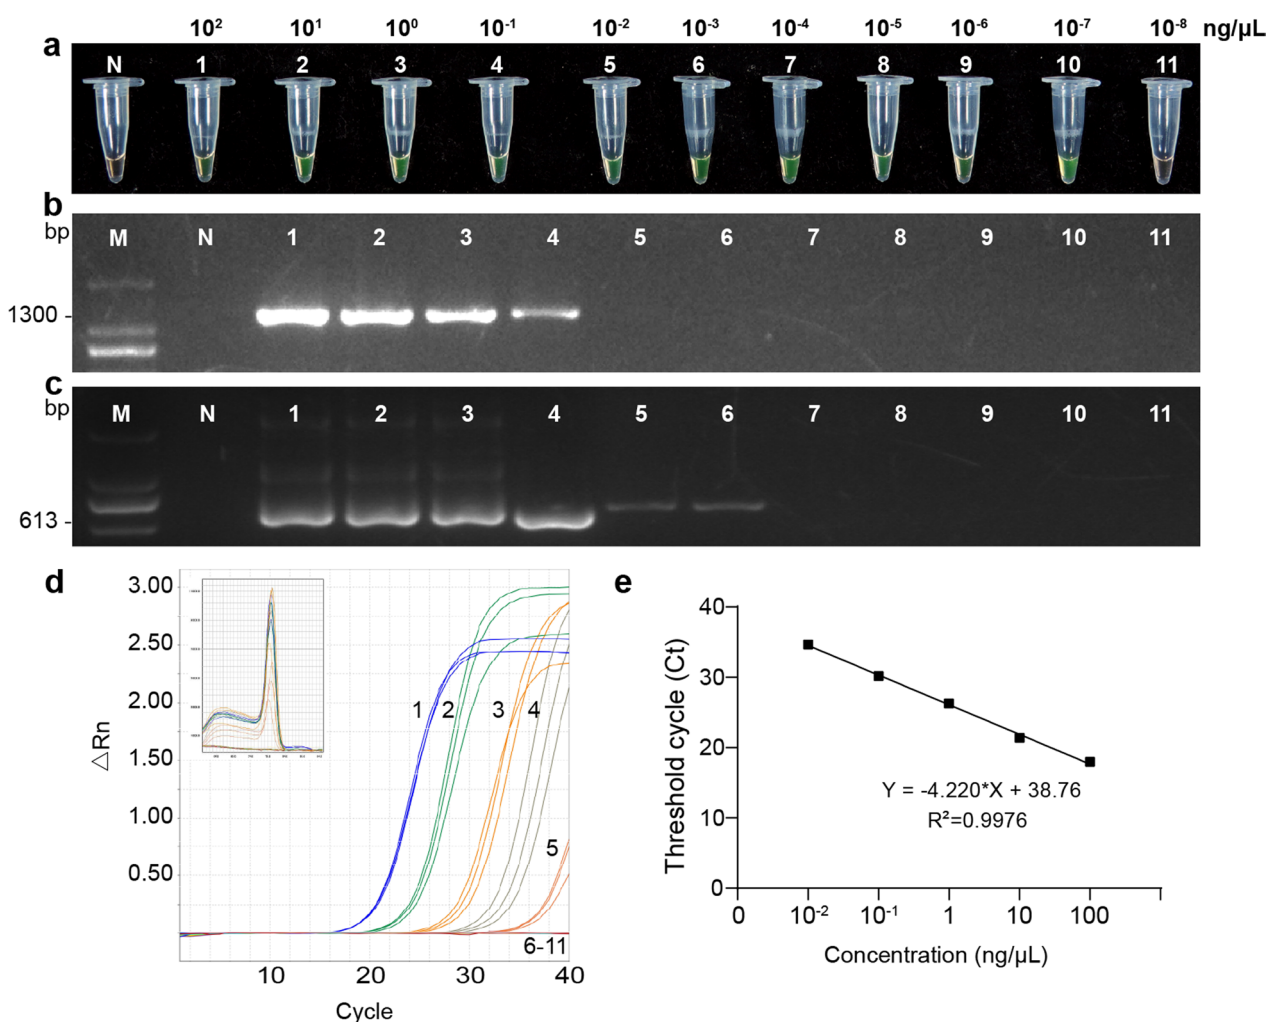 10² 10¹ 10⁰ 10⁻¹ 10⁻² 10⁻³ 10⁻⁴ 10⁻⁵ 10⁻⁶ 10⁻⁷ 10⁻⁸ ng/µL
a
N 1 2 3 4 5 6 7 8 9 10 11
b
bp
M N 1 2 3 4 5 6 7 8 9 10 11
1300 -
c
bp
M N 1 2 3 4 5 6 7 8 9 10 11
613 -
d
3.00
2.50
2.00
1.50
1.00
0.50
△Rn
1 2 3 4
5
6-11
10 20 30 40
Cycle
e
40
30
20
10
0
Threshold cycle (Ct)
Y = -4.220*X + 38.76
R²=0.9976
0 10⁻² 10⁻¹ 1 10 100
Concentration (ng/µL)